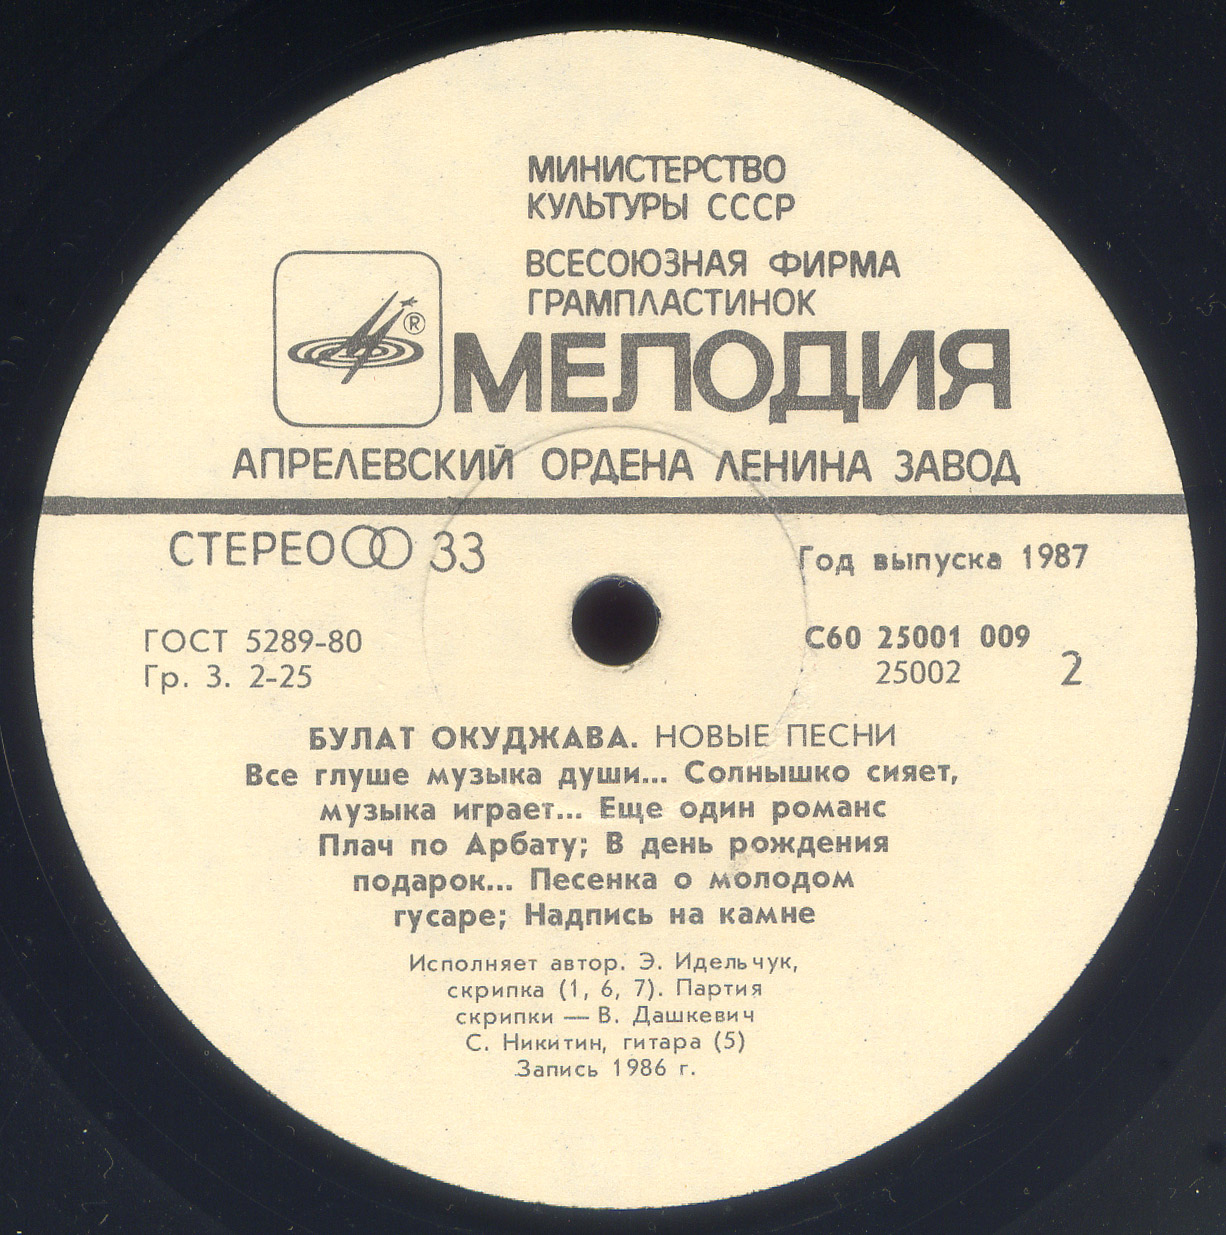 МИНИСТЕРСТВО
КУЛЬТУРЫ СССР
ВСЕСОЮЗНАЯ ФИРМА
ГРАМПЛАСТИНОК
®
МЕЛОДИЯ
АПРЕЛЕВСКИЙ ОРДЕНА ЛЕНИНА ЗАВОД
СТЕРЕО 33
Год выпуска 1987
ГОСТ 5289-80
Гр. 3. 2-25
С60 25001 009
25002
2
БУЛАТ ОКУДЖАВА. НОВЫЕ ПЕСНИ
Все глуше музыка души... Солнышко сияет,
музыка играет... Еще один романс
Плач по Арбату; В день рождения
подарок... Песенка о молодом
гусаре; Надпись на камне
Исполняет автор. Э. Идельчук,
скрипка (1, 6, 7). Партия
скрипки — В. Дашкевич
С. Никитин, гитара (5)
Запись 1986 г.